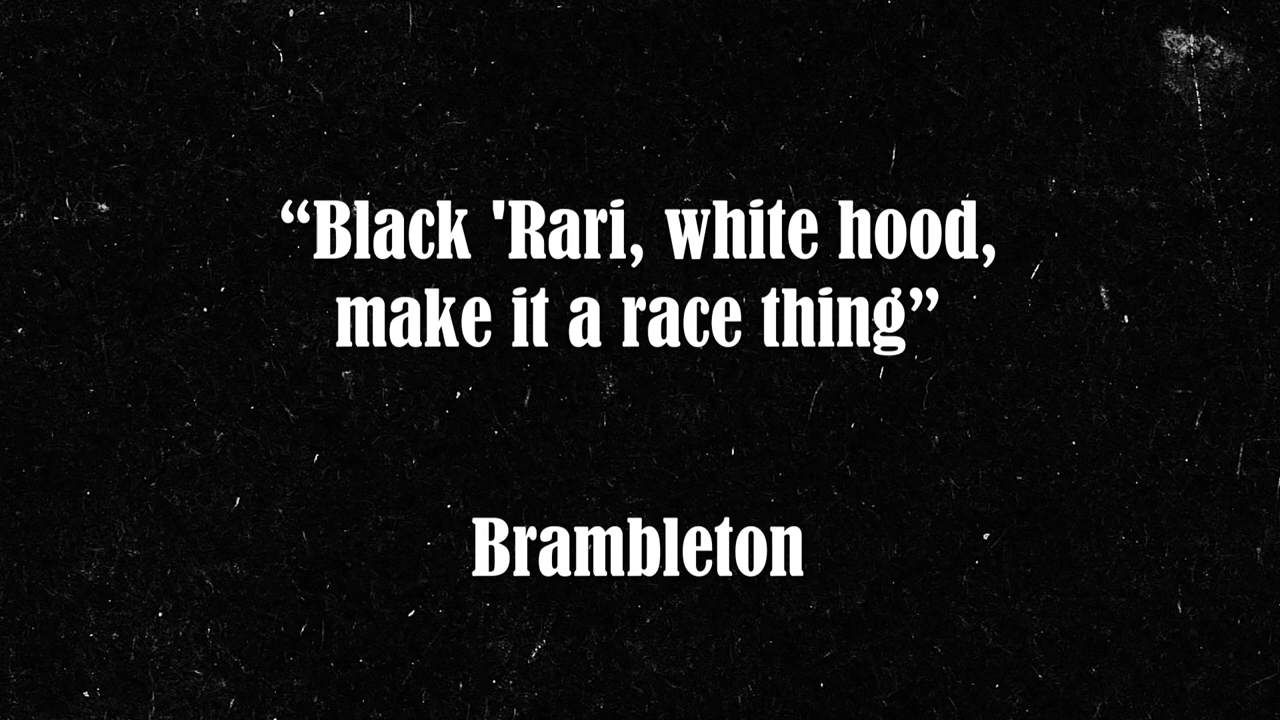 “Black 'Rari, white hood,
make it a race thing”
Brambleton